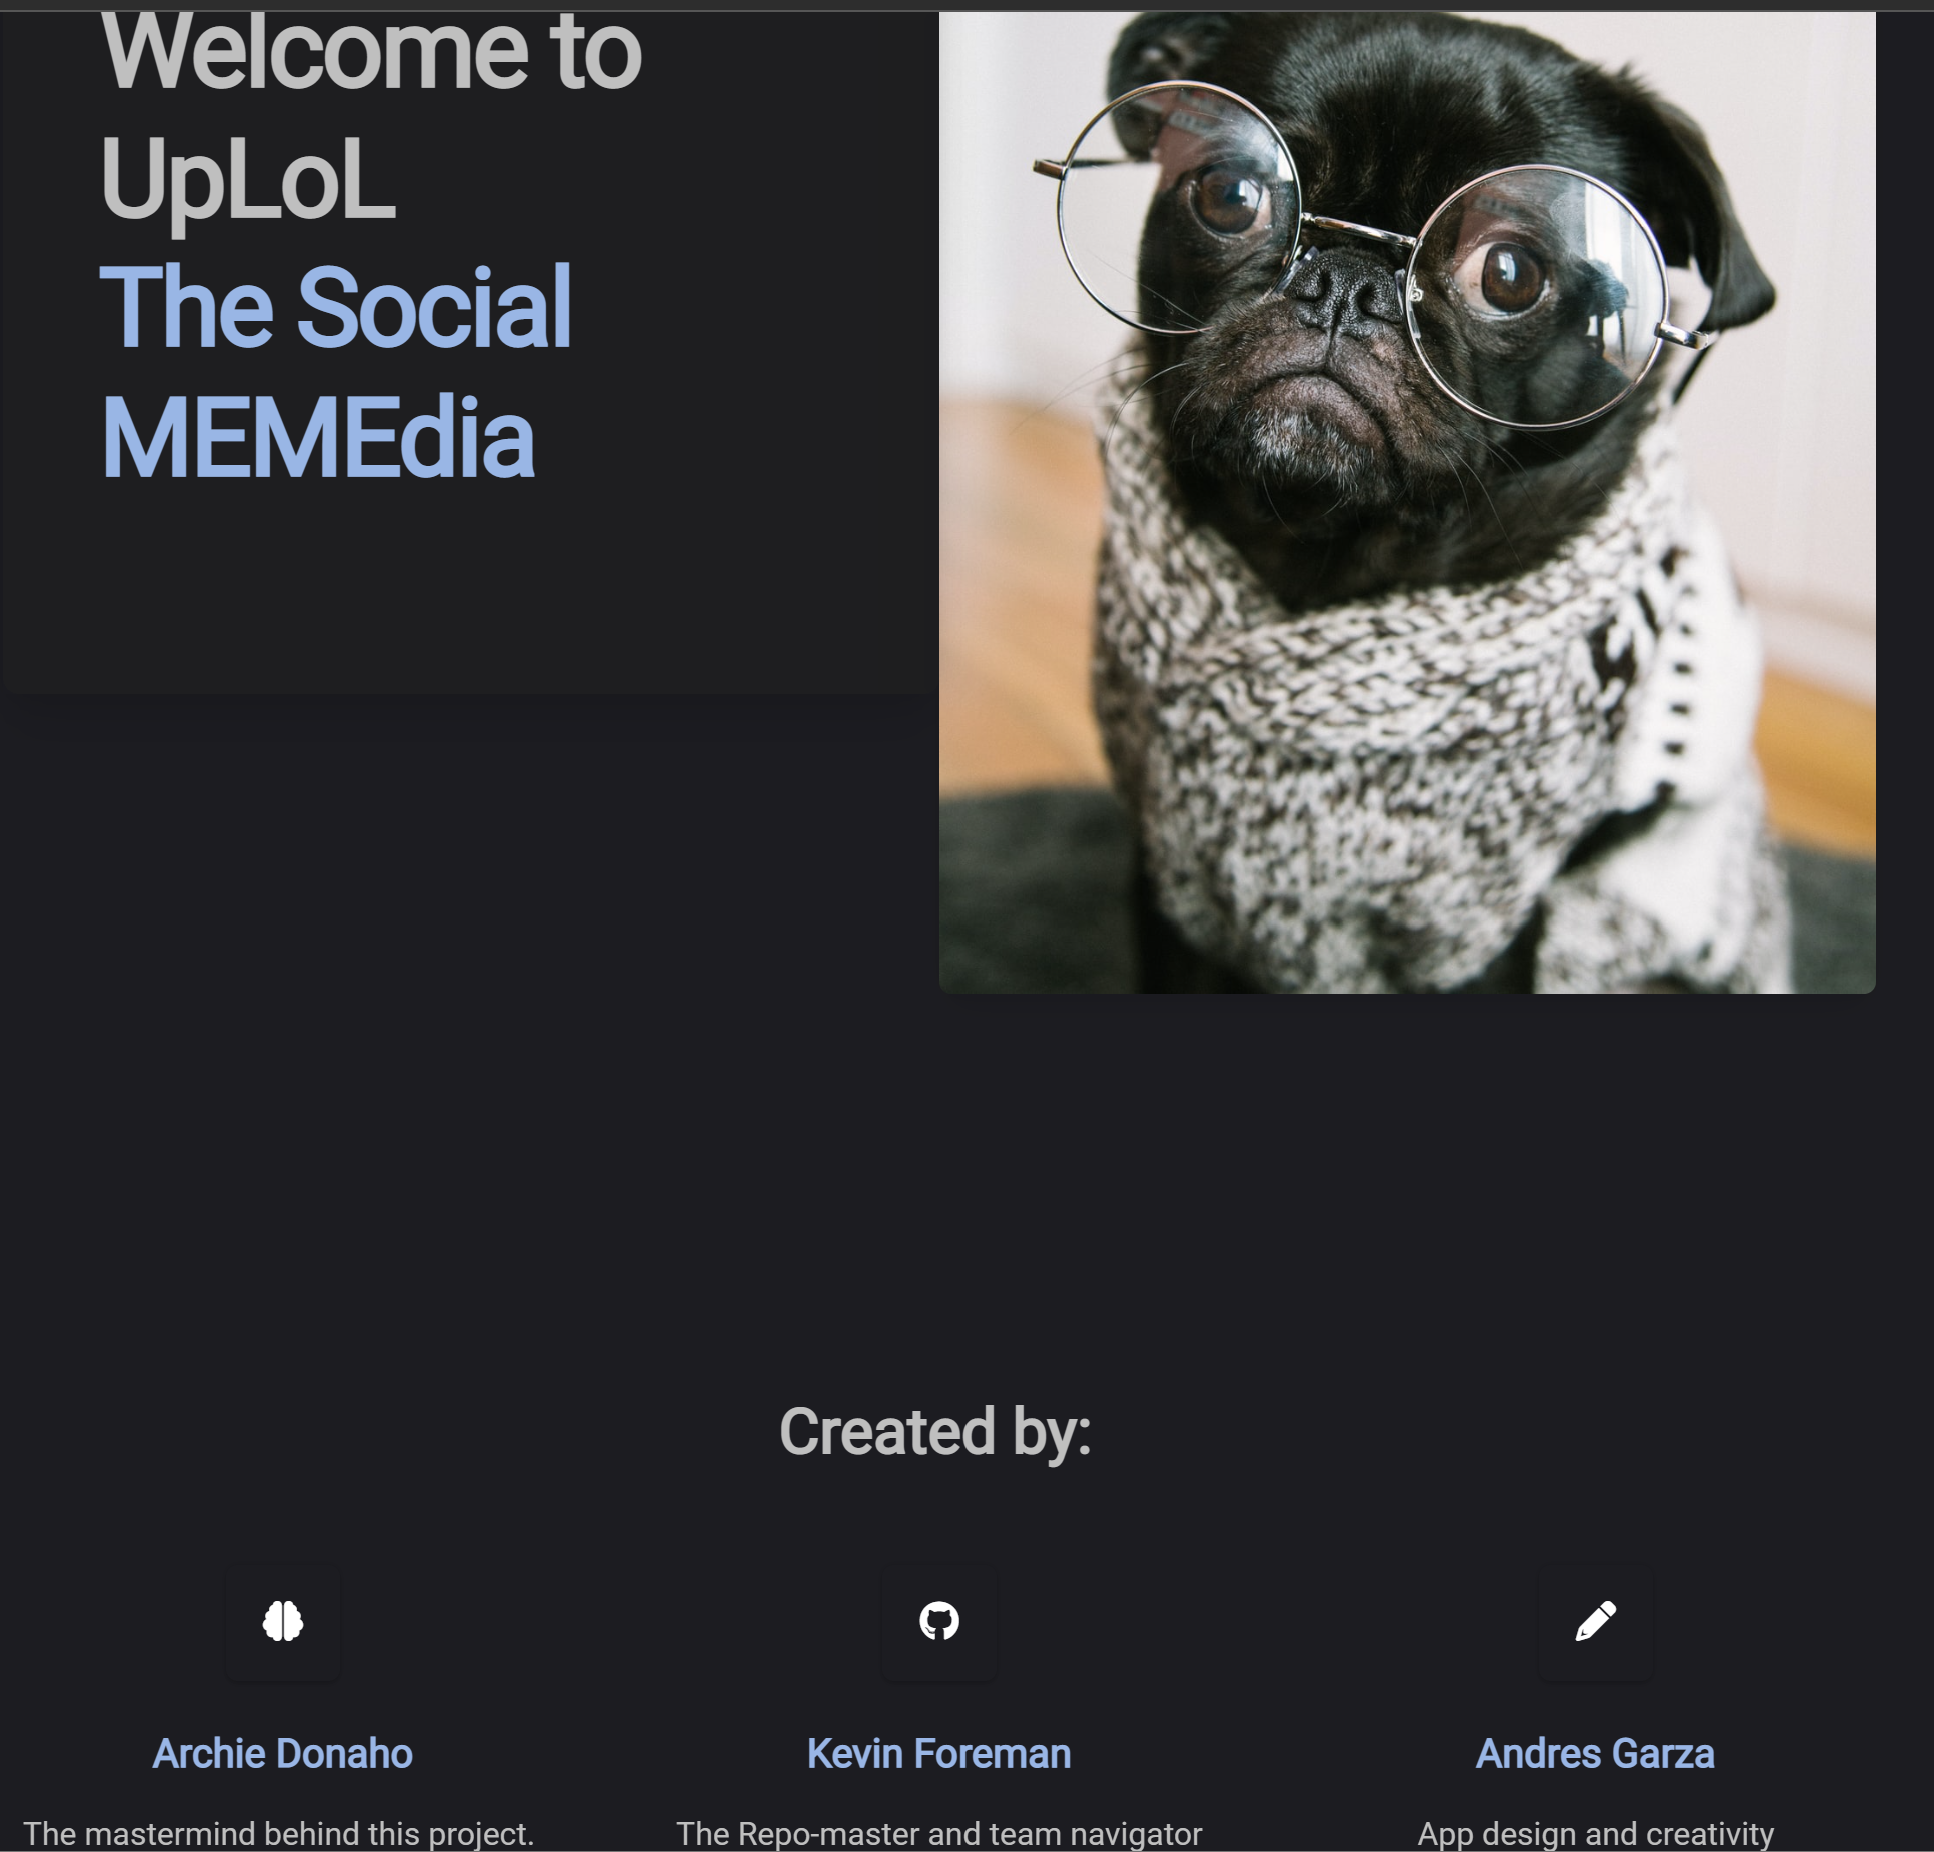 Welcome to
UpLoL
The Social
MEMEdia
Created by:
Archie Donaho
Kevin Foreman
Andres Garza
The mastermind behind this project.
The Repo-master and team navigator
App design and creativity